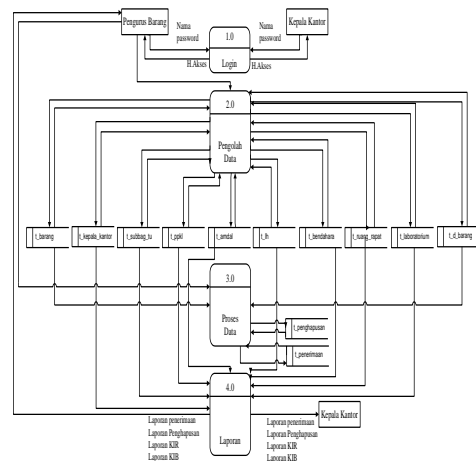 Pengurus Barang
Kepala Kantor
Nama
password
Nama
password
1.0
Login
H.Akses
H.Akses
2.0
Pengolah
Data
t_barang
t_kepala_kantor
t_subbag_tu
t_ppkl
t_amdal
t_lh
t_bendahara
t_ruang_rapat
t_laboratorium
t_d_barang
3.0
Proses
Data
t_penghapusan
t_penerimaan
4.0
Laporan
Kepala Kantor
Laporan penerimaan
Laporan Penghapusan
Laporan KIR
Laporan KIB
Laporan penerimaan
Laporan Penghapusan
Laporan KIR
Laporan KIB